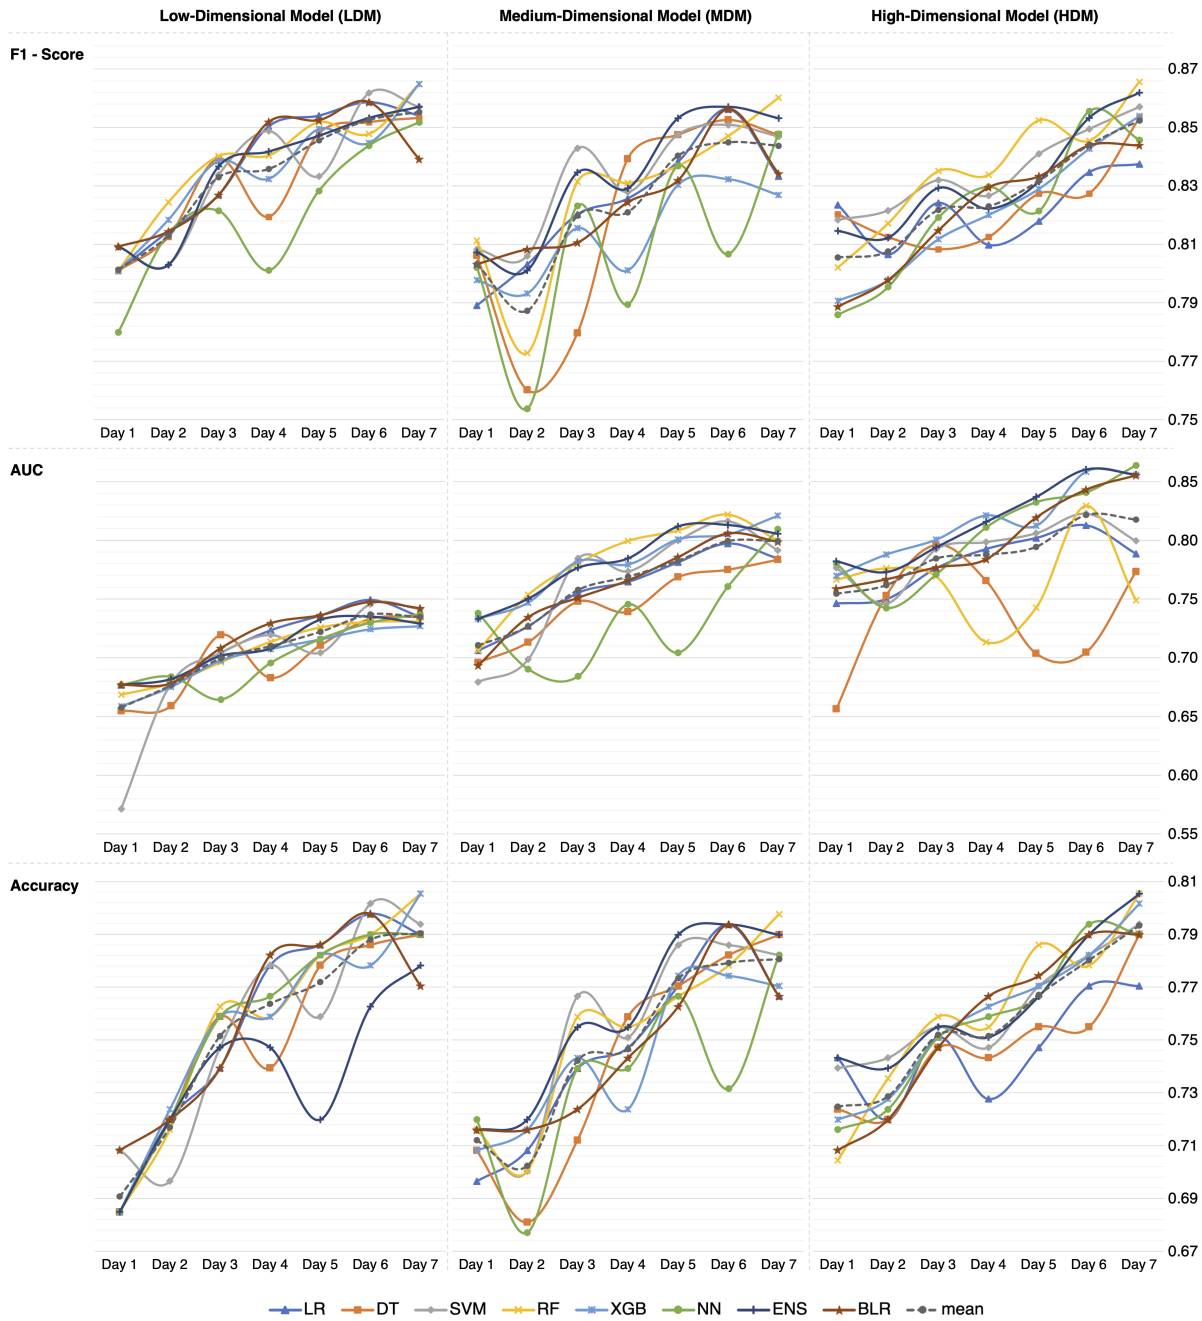 Low-Dimensional Model (LDM) Medium-Dimensional Model (MDM) High-Dimensional Model (HDM)
F1 - Score
0.87
0.85
0.83
0.81
0.79
0.77
0.75
Day 1 Day 2 Day 3 Day 4 Day 5 Day 6 Day 7 Day 1 Day 2 Day 3 Day 4 Day 5 Day 6 Day 7 Day 1 Day 2 Day 3 Day 4 Day 5 Day 6 Day 7
AUC
0.85
0.80
0.75
0.70
0.65
0.60
0.55
Day 1 Day 2 Day 3 Day 4 Day 5 Day 6 Day 7 Day 1 Day 2 Day 3 Day 4 Day 5 Day 6 Day 7 Day 1 Day 2 Day 3 Day 4 Day 5 Day 6 Day 7
Accuracy
0.81
0.79
0.77
0.75
0.73
0.71
0.69
0.67
Day 1 Day 2 Day 3 Day 4 Day 5 Day 6 Day 7 Day 1 Day 2 Day 3 Day 4 Day 5 Day 6 Day 7 Day 1 Day 2 Day 3 Day 4 Day 5 Day 6 Day 7
LR DT SVM RF XGB NN ENS BLR mean